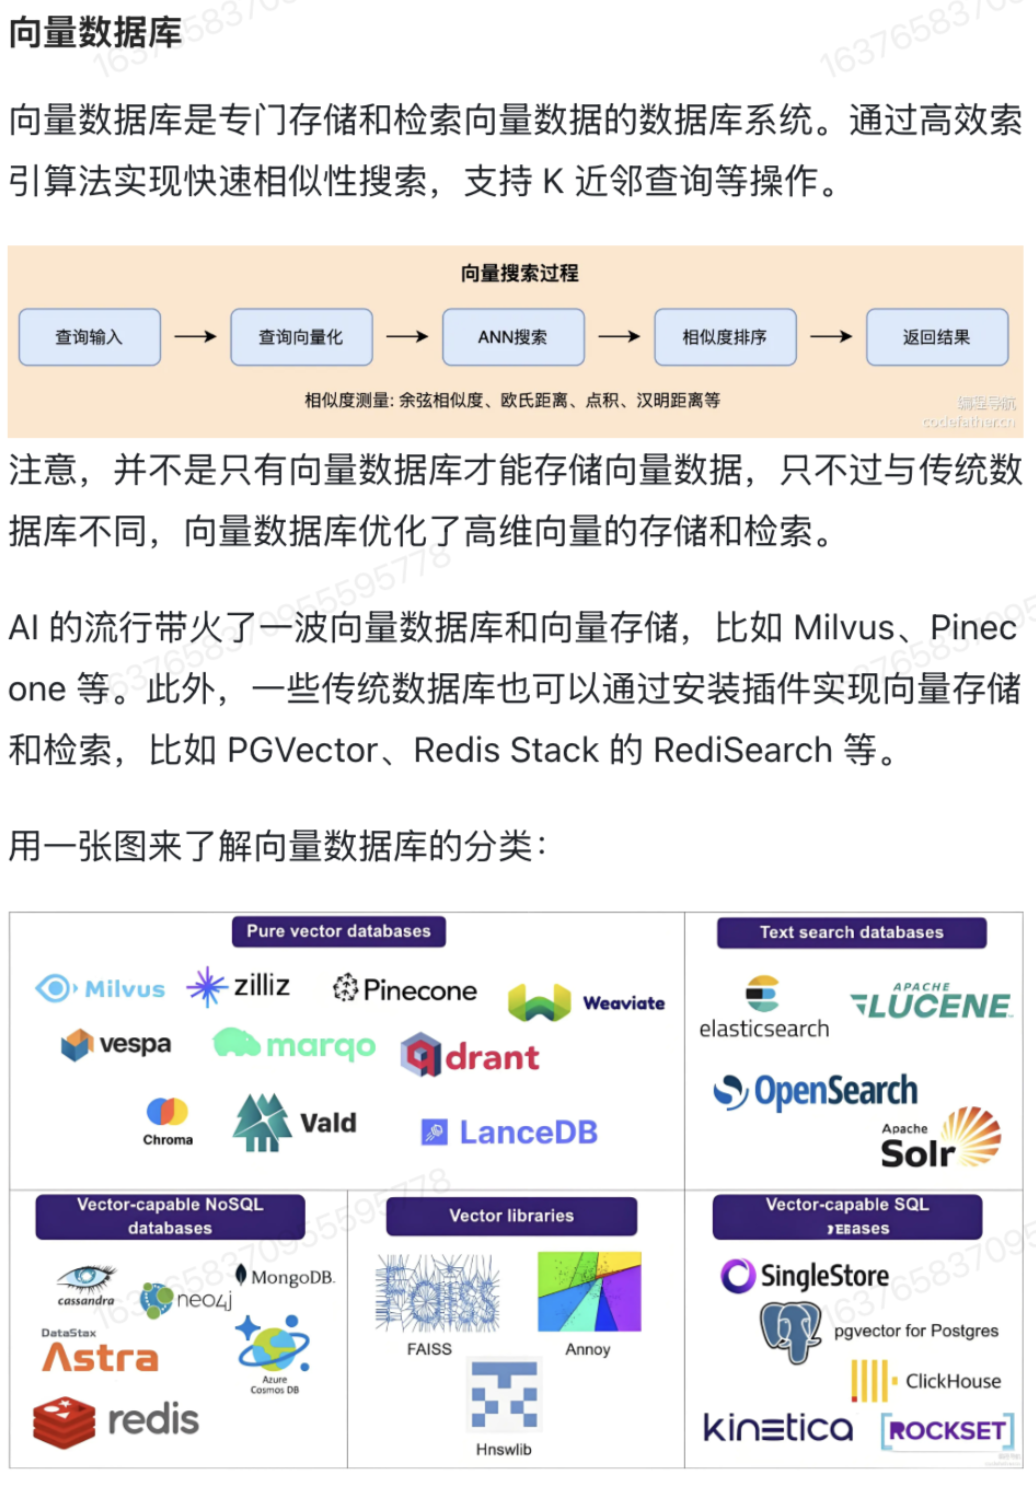 向量数据库
向量数据库是专门存储和检索向量数据的数据库系统。通过高效索
引算法实现快速相似性搜索，支持 K 近邻查询等操作。
向量搜索过程
查询输入
查询向量化
ANN搜索
相似度排序
返回结果
相似度测量: 余弦相似度、欧氏距离、点积、汉明距离等
编程导航
codefather.cn
注意，并不是只有向量数据库才能存储向量数据，只不过与传统数
据库不同，向量数据库优化了高维向量的存储和检索。
AI 的流行带火了一波向量数据库和向量存储，比如 Milvus、Pinec
one 等。此外，一些传统数据库也可以通过安装插件实现向量存储
和检索，比如 PGVector、Redis Stack 的 RediSearch 等。
用一张图来了解向量数据库的分类：
Pure vector databases
Milvus
zilliz
Pinecone
Weaviate
vespa
marqo
drant
Chroma
Vald
LanceDB
Text search databases
elasticsearch
APACHE
LUCENE
OpenSearch
Apache
Solr
Vector-capable NoSQL
databases
cassandra
neo4j
MongoDB.
DataStax
Astra
Azure
Cosmos DB
redis
Vector libraries
FAISS
FAISS
Annoy
Hnswlib
Vector-capable SQL
SingleStore
pgvector for Postgres
ClickHouse
kinetica
ROCKSET
1637658370955595778